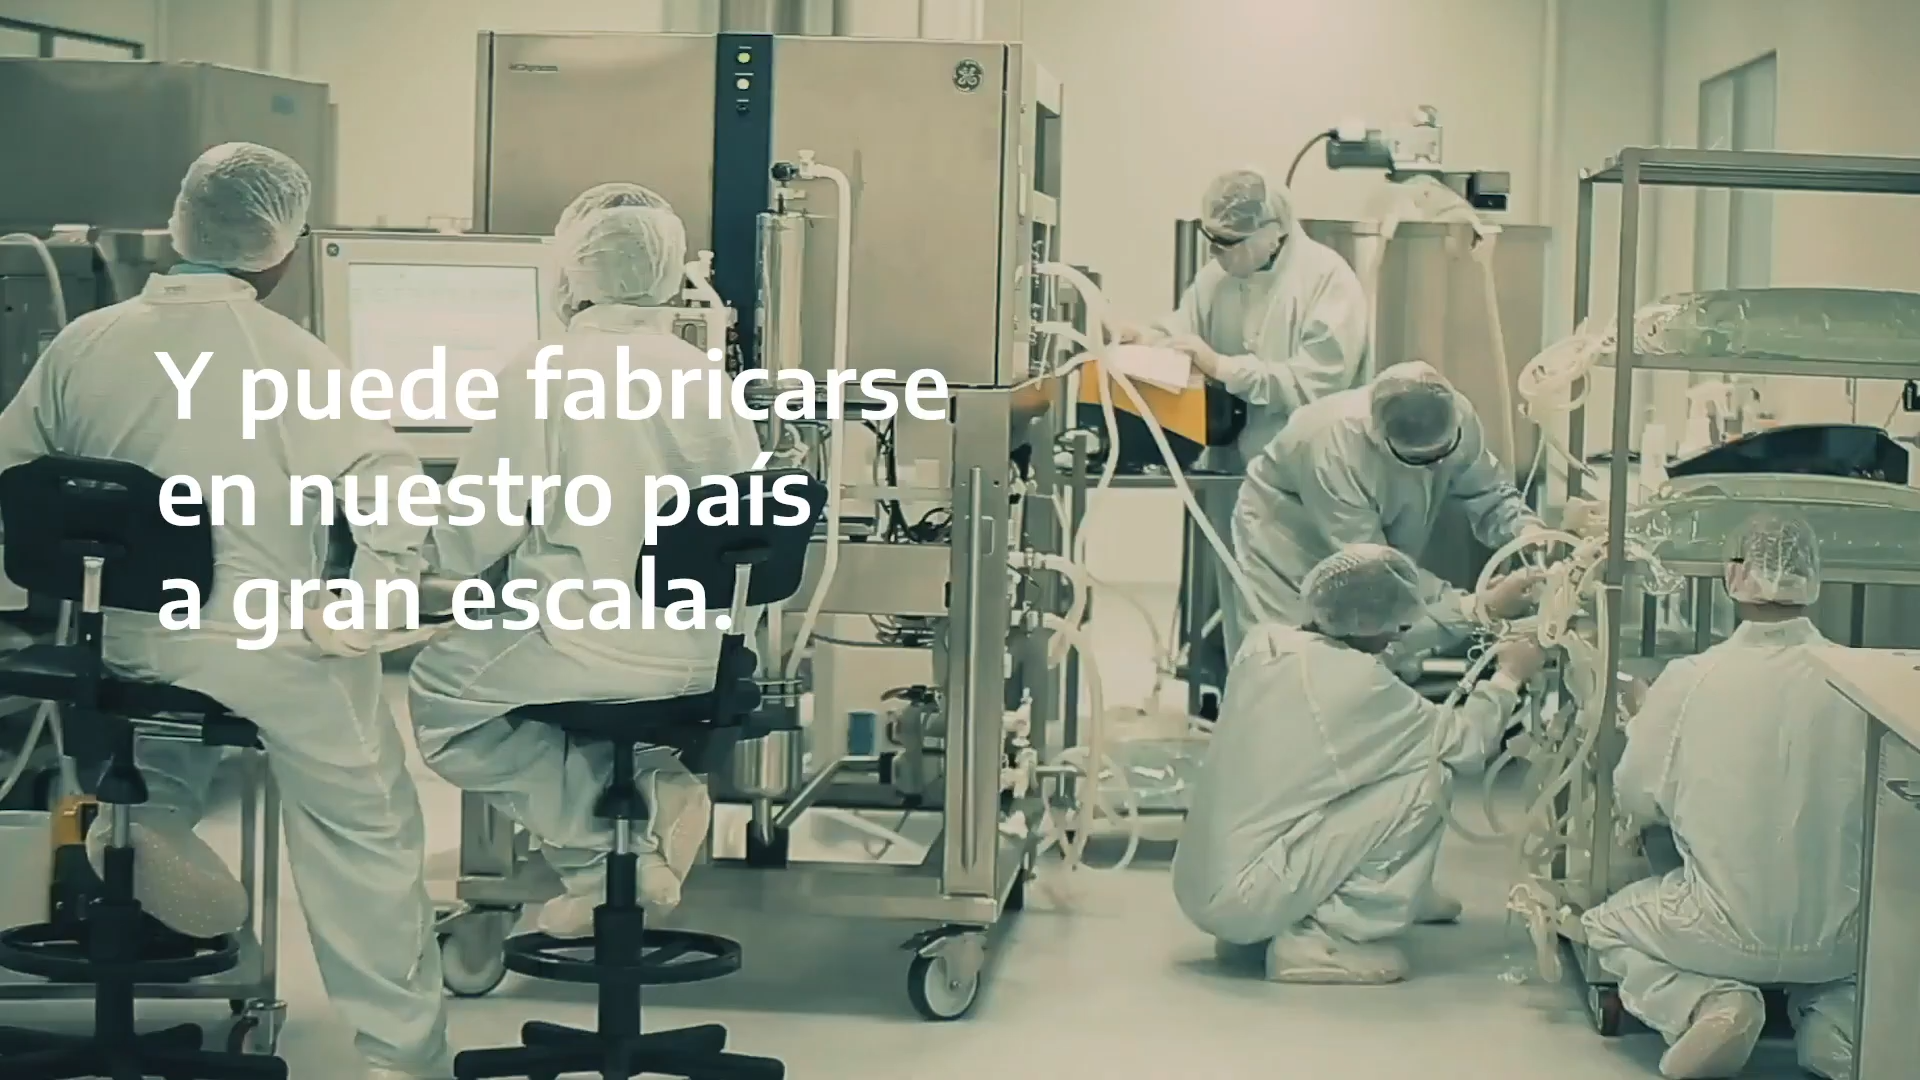 Y puede fabricarse
en nuestro país
a gran escala.